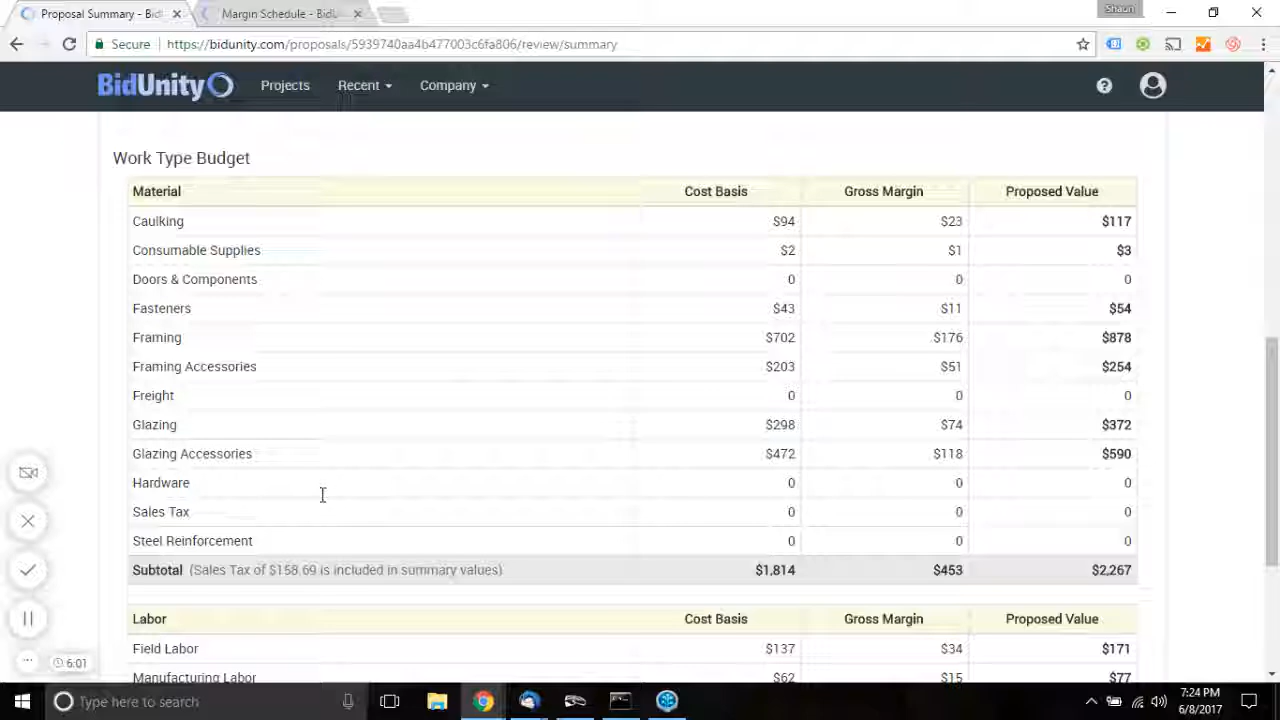 Proposal Summary - Bid
Margin Schedule - BidU
Shaun
Secure https://bidunity.com/proposals/5939740aa4b477003c6fa806/review/summary
BidUnity Projects Recent Company
Work Type Budget
Material Cost Basis Gross Margin Proposed Value
Caulking $94 $23 $117
Consumable Supplies $2 $1 $3
Doors & Components 0 0 0
Fasteners $43 $11 $54
Framing $702 $176 $878
Framing Accessories $203 $51 $254
Freight 0 0 0
Glazing $298 $74 $372
Glazing Accessories $472 $118 $590
Hardware 0 0 0
Sales Tax 0 0 0
Steel Reinforcement 0 0 0
Subtotal (Sales Tax of $158.69 is included in summary values) $1,814 $453 $2,267
Labor Cost Basis Gross Margin Proposed Value
Field Labor $137 $34 $171
Manufacturing Labor $62 $15 $77
6:01
Type here to search
7:24 PM
6/8/2017